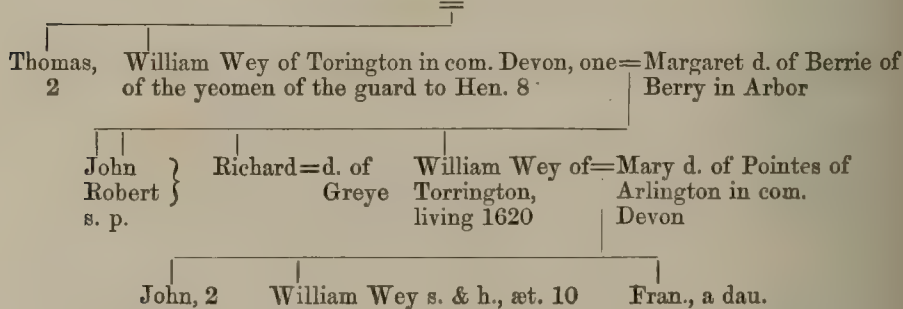 Thomas, William Wey of Torington in com. Devon, one=Margaret d. of Berrie of
2 of the yeomen of the guard to Hen. 8 Berry in Arbor
John } Richard=d. of William Wey of=Mary d. of Pointes of
Robert } Greye Torrington, Arlington in com.
s. p. living 1620 Devon
John, 2 William Wey s. & h., æt. 10 Fran., a dau.